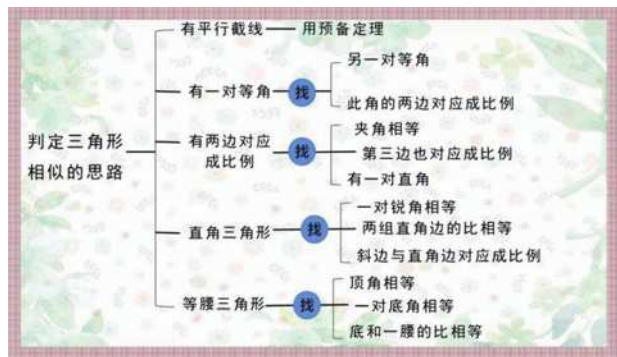 有平行截线 用预备定理
有一对等角 找
另一对等角
此角的两边对应成比例
判定三角形
相似的思路
有两边对应
成比例
找
夹角相等
第三边也对应成比例
有一对直角
直角三角形 找
一对锐角相等
两组直角边的比相等
斜边与直角边对应成比例
等腰三角形 找
顶角相等
一对底角相等
底和一腰的比相等